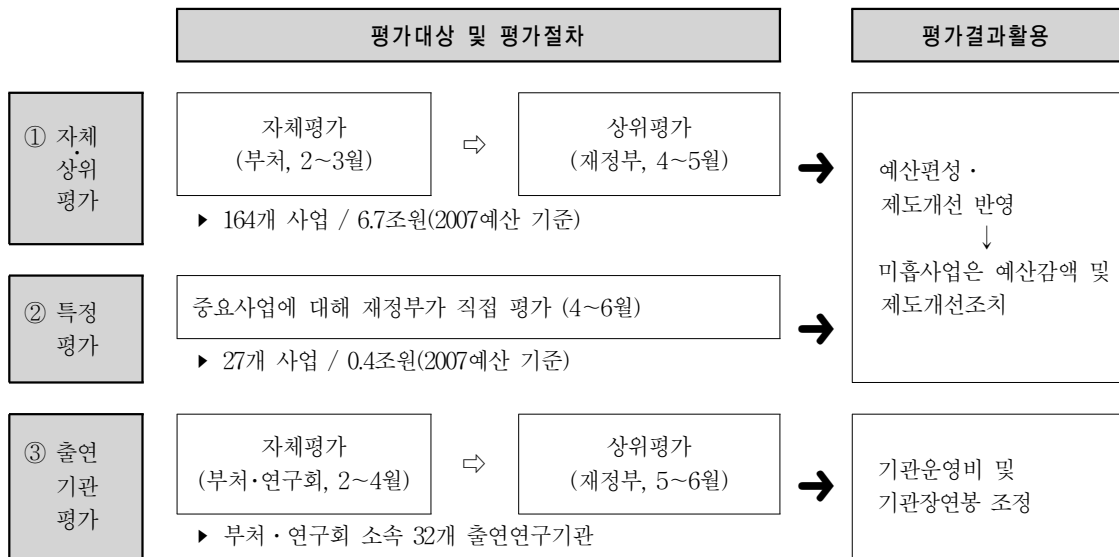 평가대상 및 평가절차
평가결과활용
① 자체
·
상위
평가
자체평가
(부처, 2~3월)
⇨
상위평가
(재정부, 4~5월)
▶ 164개 사업 / 6.7조원(2007예산 기준)
➜
예산편성·
제도개선 반영
↓
미흡사업은 예산감액 및
제도개선조치
② 특정
평가
중요사업에 대해 재정부가 직접 평가 (4~6월)
▶ 27개 사업 / 0.4조원(2007예산 기준)
➜
③ 출연
기관
평가
자체평가
(부처·연구회, 2~4월)
⇨
상위평가
(재정부, 5~6월)
▶ 부처·연구회 소속 32개 출연연구기관
➜
기관운영비 및
기관장연봉 조정